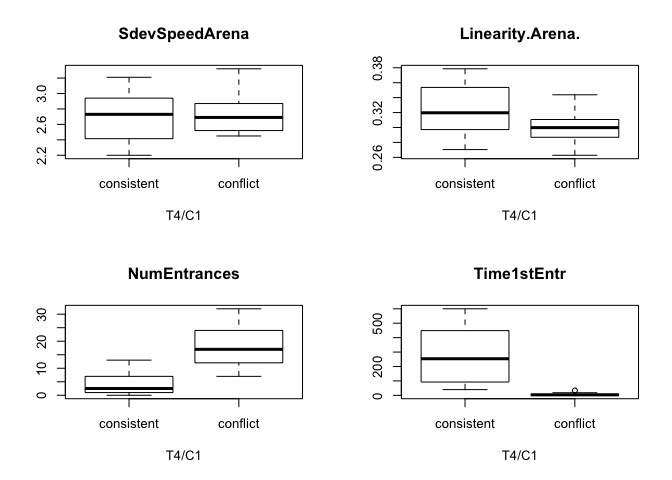 SdevSpeedArena
3.0
2.6
2.2
consistent conflict
T4/C1
Linearity.Arena.
0.38
0.32
0.26
consistent conflict
T4/C1
NumEntrances
30
20
10
0
consistent conflict
T4/C1
Time1stEntr
500
200
0
consistent conflict
T4/C1